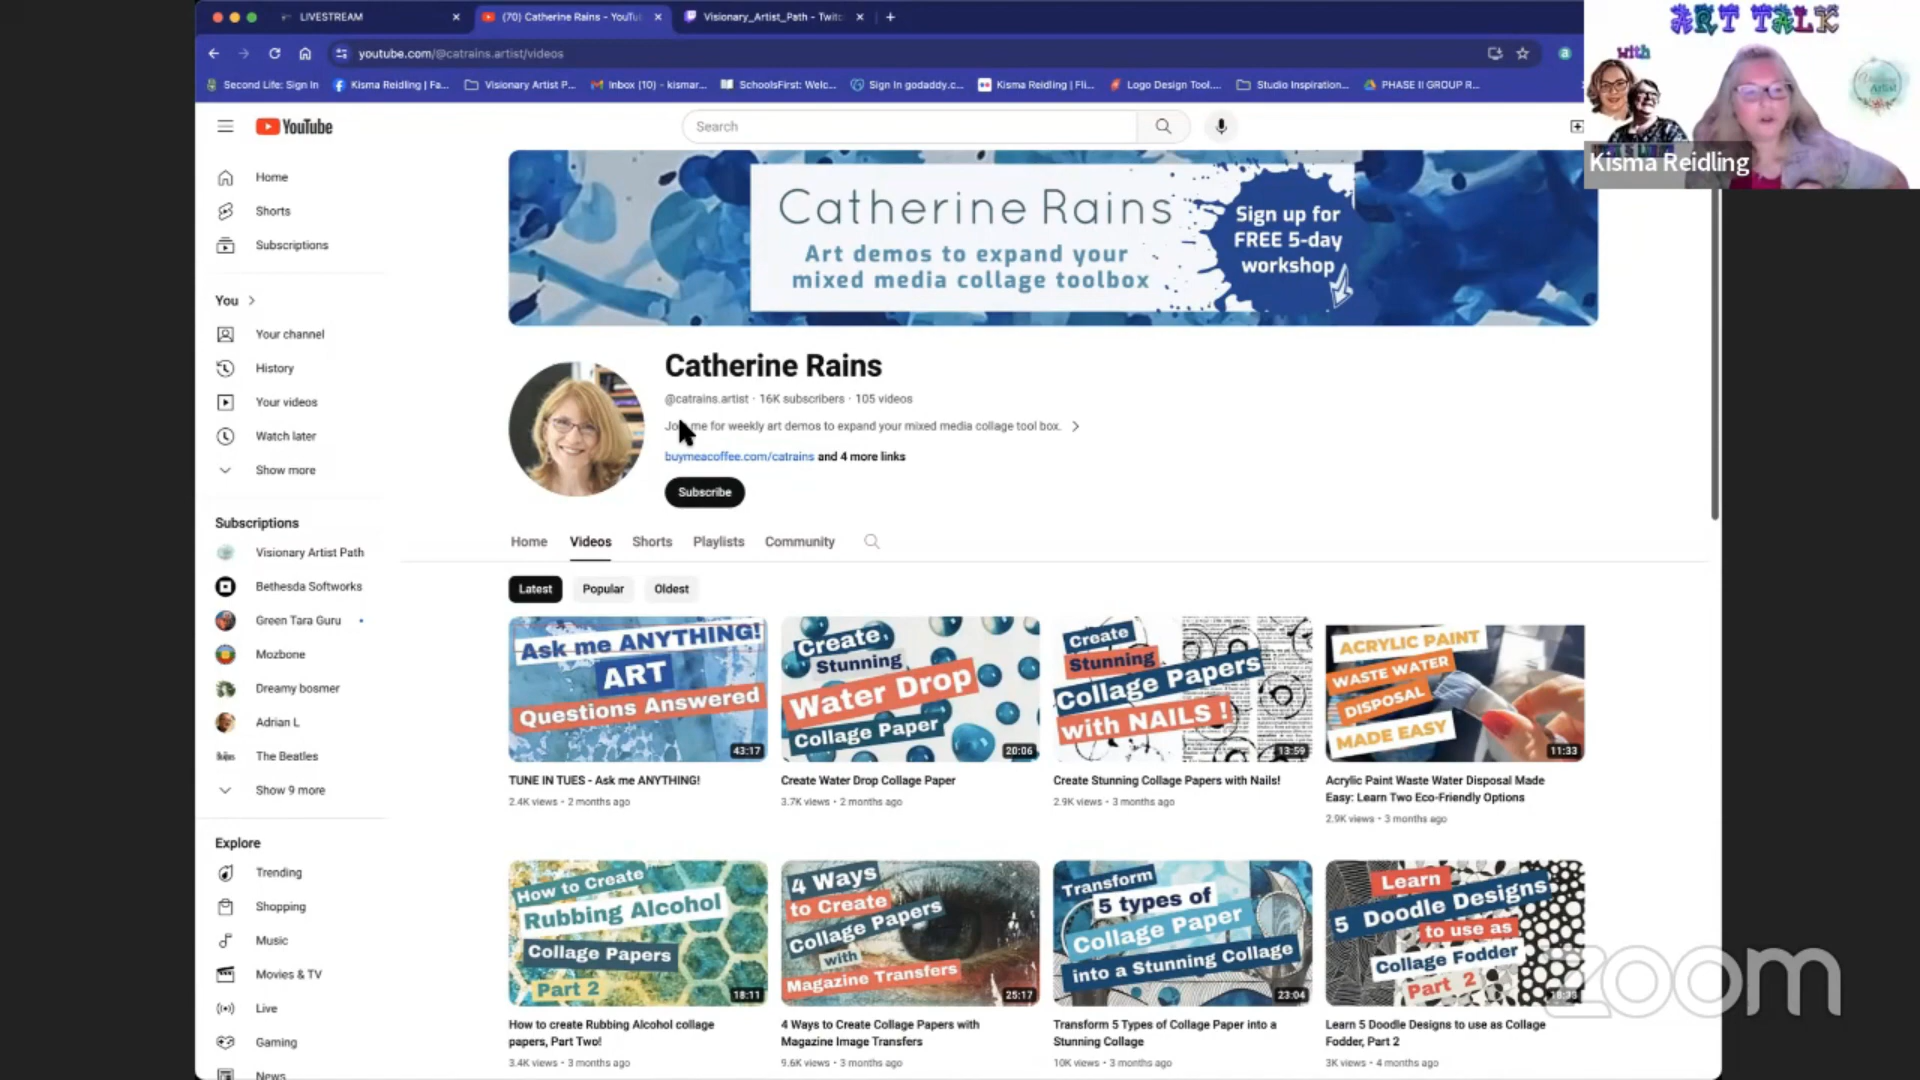 LIVESTREAM
(70) Catherine Rains - YouTu
Visionary_Artist_Path - Twitc
youtube.com/@catrains.artist/videos
Second Life: Sign In
Kisma Reidling | Fa...
Visionary Artist P...
Inbox (10) - kismar...
SchoolsFirst: Welc...
Sign In godaddy.c...
Kisma Reidling | Fli...
Logo Design Tool....
Studio Inspiration...
PHASE II GROUP R...
ART TALK
with
Kisma Reidling
YouTube
Search
Home
Shorts
Subscriptions
You
Your channel
History
Your videos
Watch later
Show more
Subscriptions
Visionary Artist Path
Bethesda Softworks
Green Tara Guru
Mozbone
Dreamy bosmer
Adrian L
The Beatles
Show 9 more
Explore
Trending
Shopping
Music
Movies & TV
Live
Gaming
News
Catherine Rains
Art demos to expand your
mixed media collage toolbox
Sign up for
FREE 5-day
workshop
Catherine Rains
@catrains.artist · 16K subscribers · 105 videos
me for weekly art demos to expand your mixed media collage tool box.
buymeacoffee.com/catrains and 4 more links
Subscribe
Home
Videos
Shorts
Playlists
Community
Latest
Popular
Oldest
Ask me ANYTHING!
ART
Questions Answered
43:17
TUNE IN TUES - Ask me ANYTHING!
2.4K views • 2 months ago
Create
Stunning
Water Drop
Collage Paper
20:06
Create Water Drop Collage Paper
3.7K views • 2 months ago
Create
Stunning
Collage Papers
with NAILS !
13:59
Create Stunning Collage Papers with Nails!
2.9K views • 3 months ago
ACRYLIC PAINT
WASTE WATER
DISPOSAL
MADE EASY
11:33
Acrylic Paint Waste Water Disposal Made
Easy: Learn Two Eco-Friendly Options
2.9K views • 3 months ago
How to Create
Rubbing Alcohol
Collage Papers
Part 2
18:11
How to create Rubbing Alcohol collage
papers, Part Two!
3.4K views • 3 months ago
4 Ways
to Create
Collage Papers
with
Magazine Transfers
25:17
4 Ways to Create Collage Papers with
Magazine Image Transfers
9.6K views • 3 months ago
Transform
5 types of
Collage Paper
into a Stunning Collage
23:04
Transform 5 Types of Collage Paper into a
Stunning Collage
10K views • 3 months ago
Learn
5 Doodle Designs
to use as
Collage Fodder
Part 2
Learn 5 Doodle Designs to use as Collage
Fodder, Part 2
3K views • 4 months ago
zoom